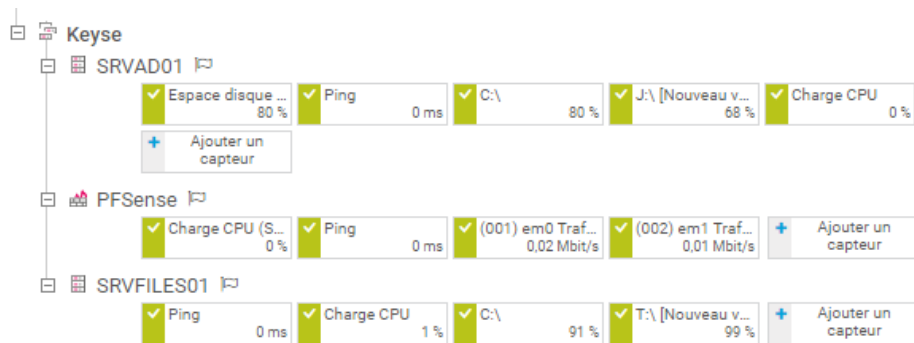 Keyse
SRVAD01
Espace disque ... Ping C:\ J:\ [Nouveau v... Charge CPU
80 % 0 ms 80 % 68 % 0 %
+ Ajouter un
capteur
PFSense
Charge CPU (S... Ping (001) em0 Traf... (002) em1 Traf... + Ajouter un
0 % 0 ms 0,02 Mbit/s 0,01 Mbit/s capteur
SRVFILES01
Ping Charge CPU C:\ T:\ [Nouveau v... + Ajouter un
0 ms 1 % 91 % 99 % capteur